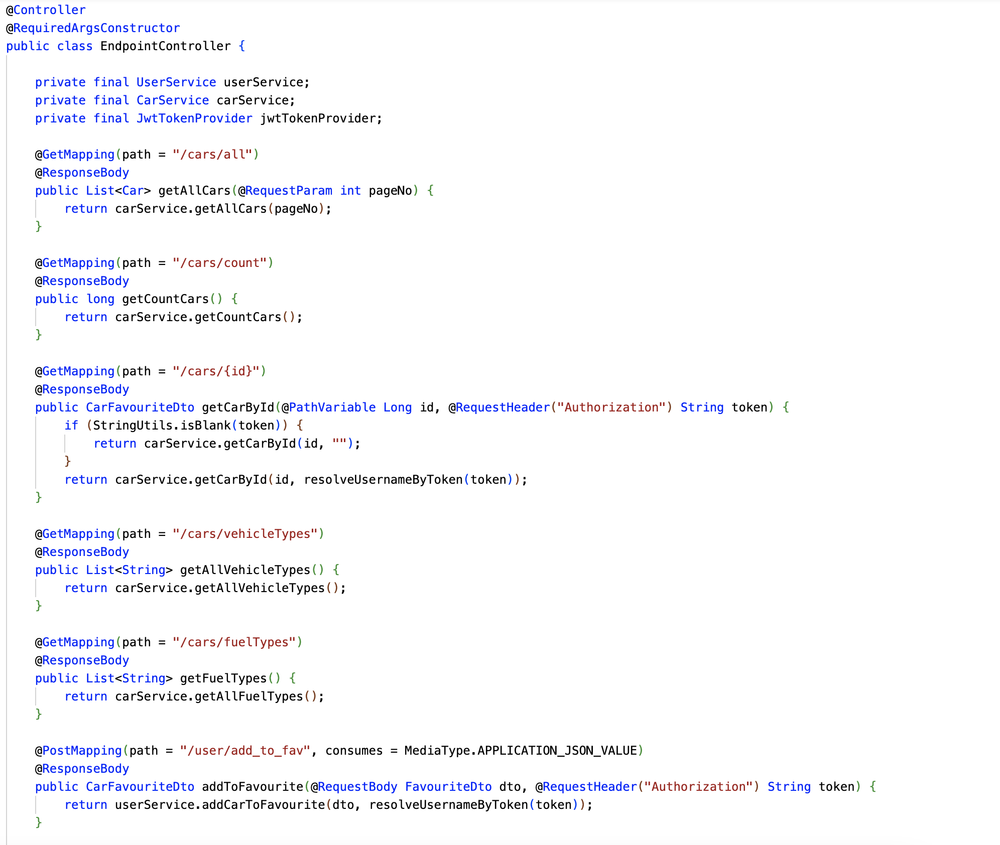 @Controller
@RequiredArgsConstructor
public class EndpointController {
private final UserService userService;
private final CarService carService;
private final JwtTokenProvider jwtTokenProvider;
@GetMapping(path = "/cars/all")
@ResponseBody
public List<Car> getAllCars(@RequestParam int pageNo) {
return carService.getAllCars(pageNo);
}
@GetMapping(path = "/cars/count")
@ResponseBody
public long getCountCars() {
return carService.getCountCars();
}
@GetMapping(path = "/cars/{id}")
@ResponseBody
public CarFavouriteDto getCarById(@PathVariable Long id, @RequestHeader("Authorization") String token) {
if (StringUtils.isBlank(token)) {
return carService.getCarById(id, "");
}
return carService.getCarById(id, resolveUsernameByToken(token));
}
@GetMapping(path = "/cars/vehicleTypes")
@ResponseBody
public List<String> getAllVehicleTypes() {
return carService.getAllVehicleTypes();
}
@GetMapping(path = "/cars/fuelTypes")
@ResponseBody
public List<String> getFuelTypes() {
return carService.getAllFuelTypes();
}
@PostMapping(path = "/user/add_to_fav", consumes = MediaType.APPLICATION_JSON_VALUE)
@ResponseBody
public CarFavouriteDto addToFavourite(@RequestBody FavouriteDto dto, @RequestHeader("Authorization") String token) {
return userService.addCarToFavourite(dto, resolveUsernameByToken(token));
}